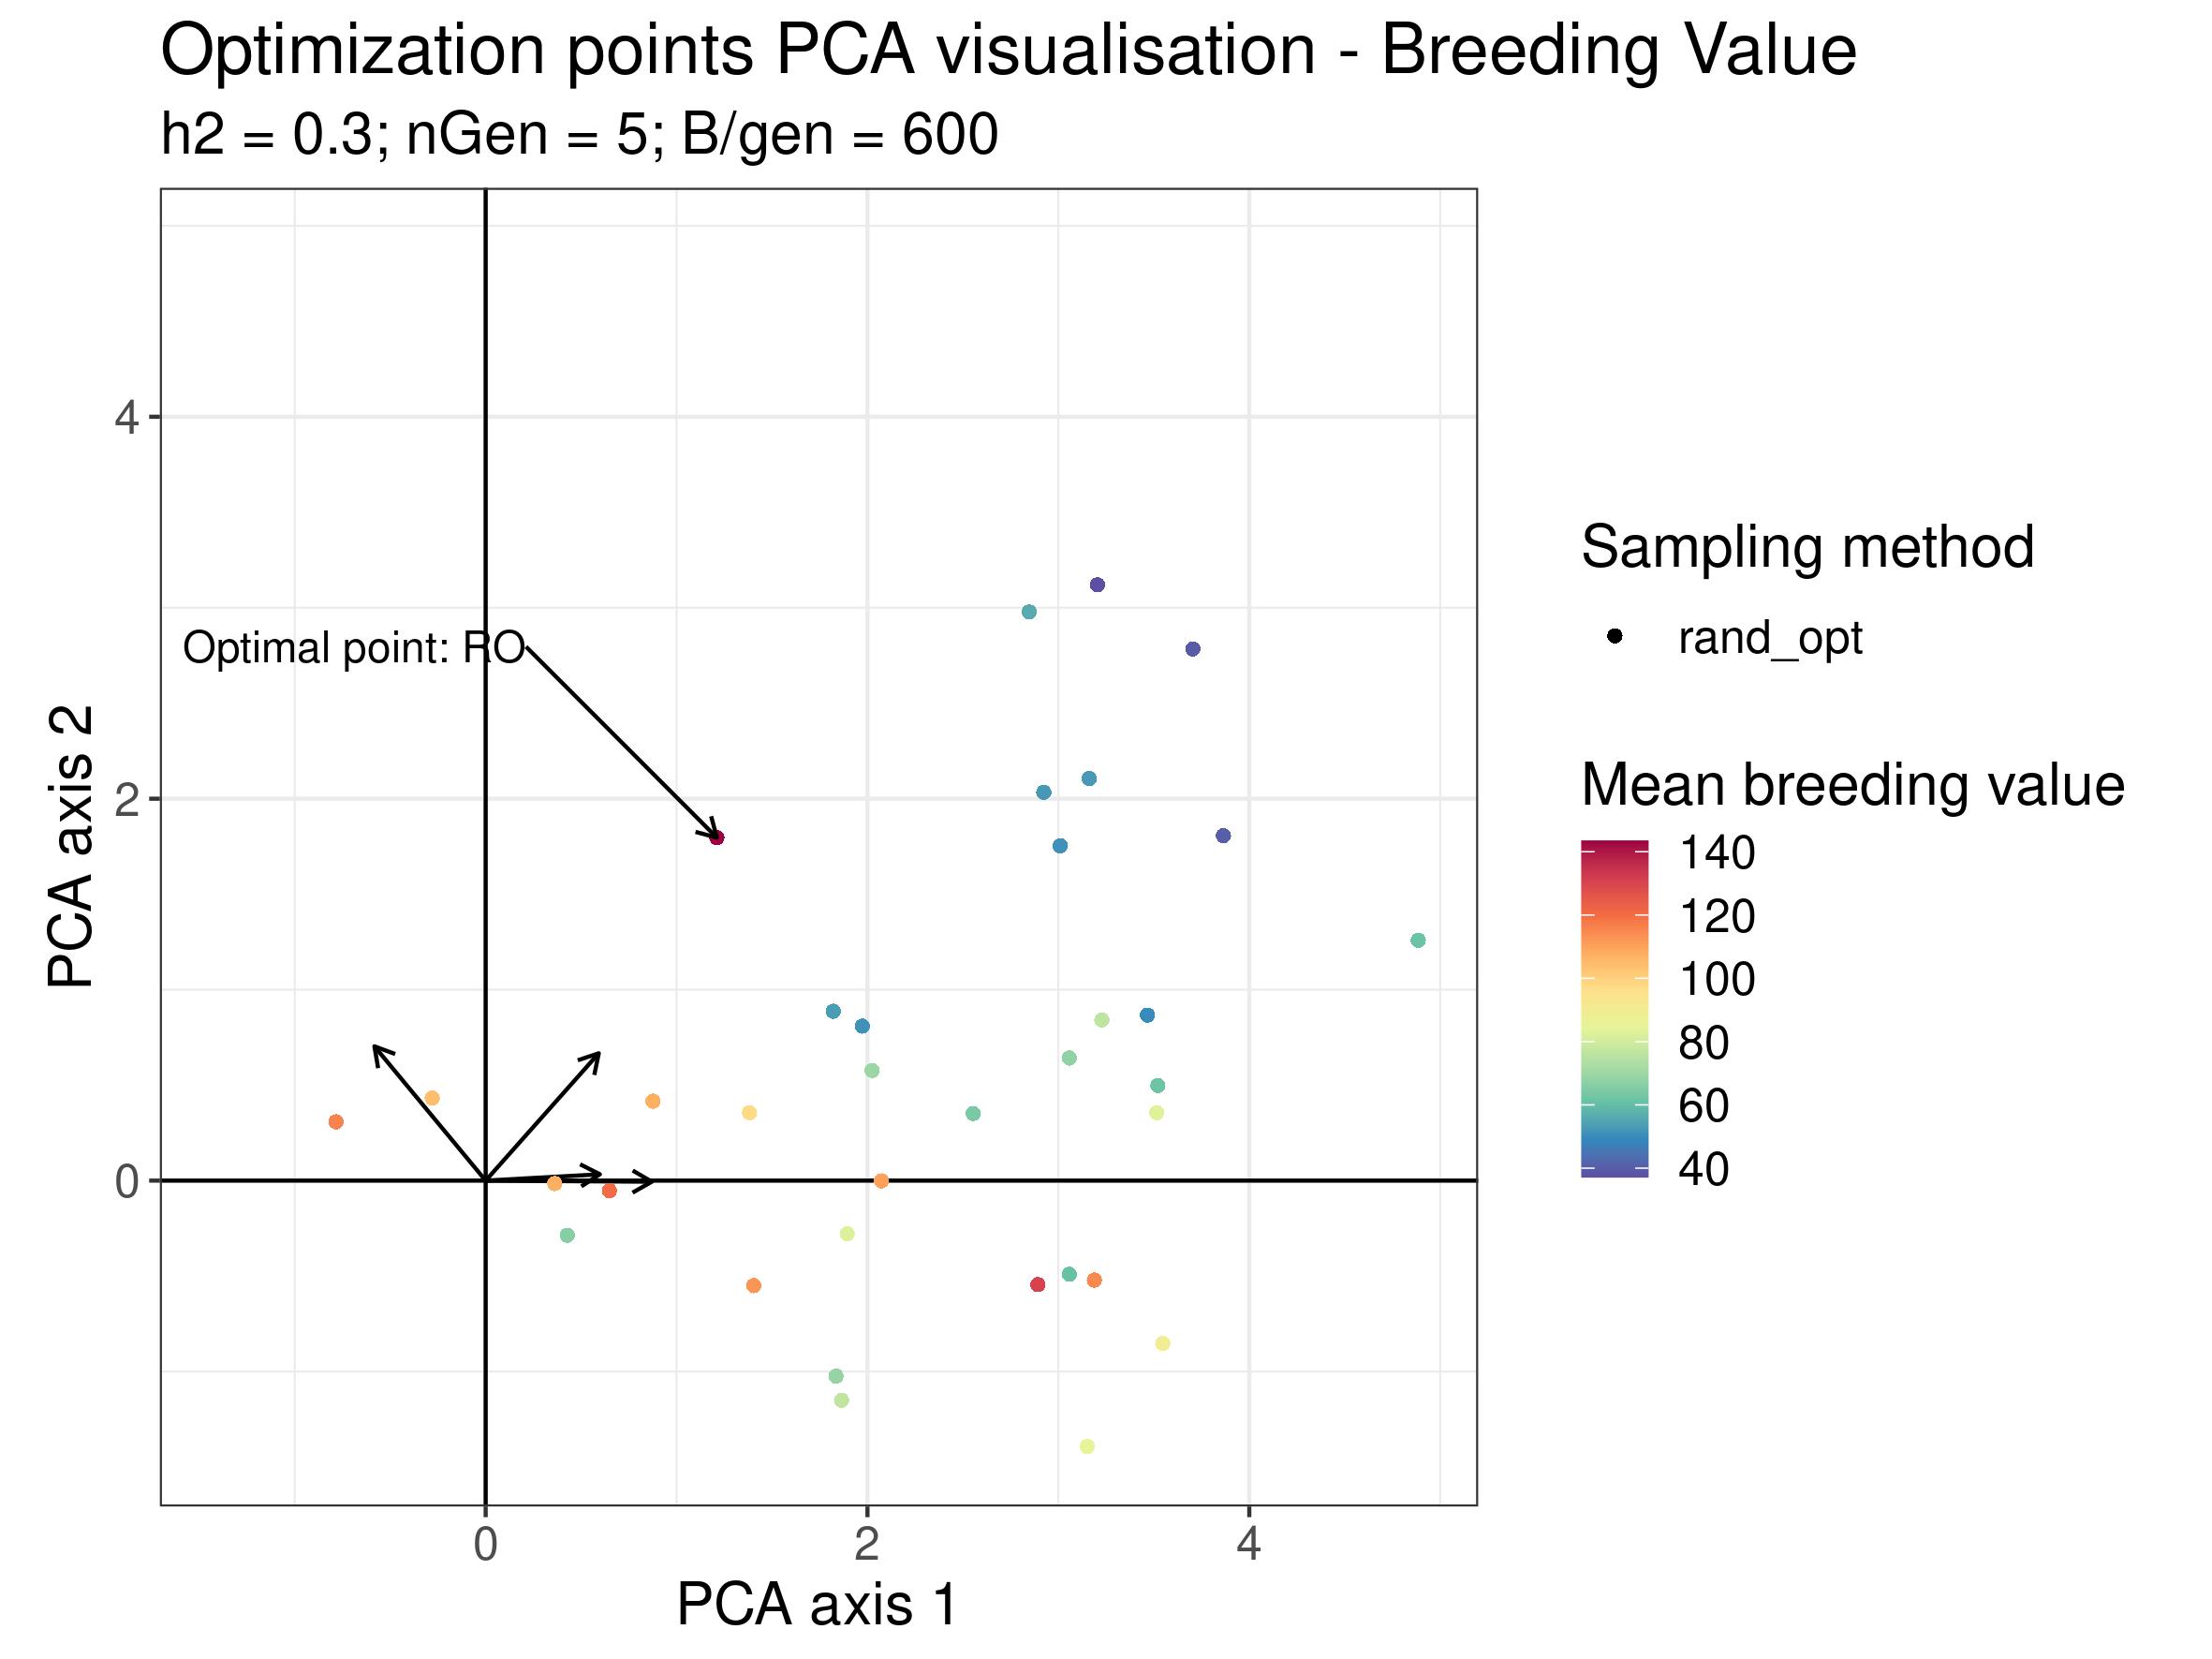 Optimization points PCA visualisation - Breeding Value
h2 = 0.3; nGen = 5; B/gen = 600
4
2
0
PCA axis 2
Optimal point: RO
0
2
4
PCA axis 1
Sampling method
rand_opt
Mean breeding value
140
120
100
80
60
40